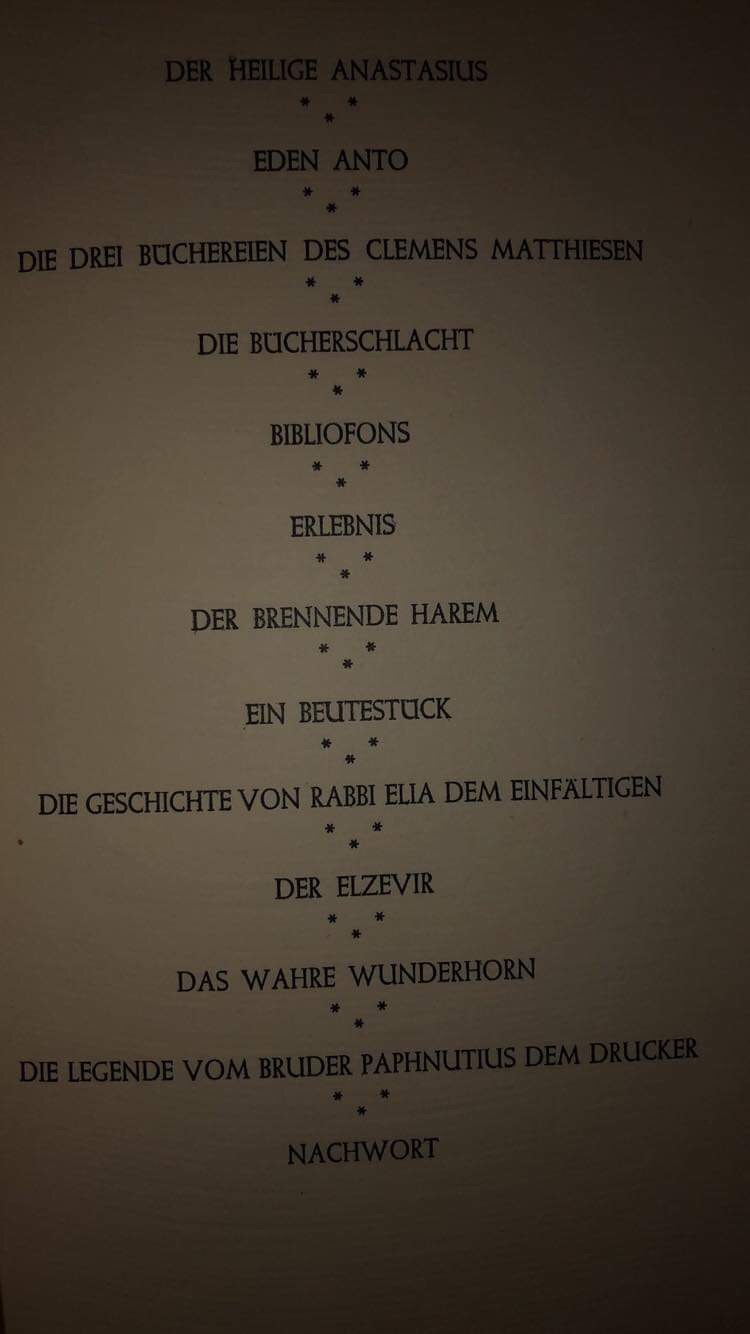 DER HEILIGE ANASTASIUS
* *
*
EDEN ANTO
* *
*
DIE DREI BÜCHEREIEN DES CLEMENS MATTHIESEN
* *
*
DIE BÜCHERSCHLACHT
* *
*
BIBLIOFONS
* *
*
ERLEBNIS
* *
*
DER BRENNENDE HAREM
* *
*
EIN BEUTESTÜCK
* *
*
DIE GESCHICHTE VON RABBI ELIA DEM EINFÄLTIGEN
* *
*
DER ELZEVIR
* *
*
DAS WAHRE WUNDERHORN
* *
*
DIE LEGENDE VOM BRUDER PAPHNUTIUS DEM DRUCKER
* *
*
NACHWORT